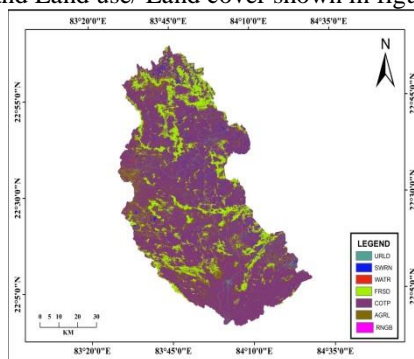 nd Land use/ Land cover shown in figu
83°20'0"E 83°45'0"E 84°10'0"E 84°35'0"E
N
22°55'0"N
22°30'0"N
22°5'0"N
LEGEND
URLD
SWRN
WATR
FRSD
COTP
AGRL
RNGB
0 5 10 20 30
KM
83°20'0"E 83°45'0"E 84°10'0"E 84°35'0"E